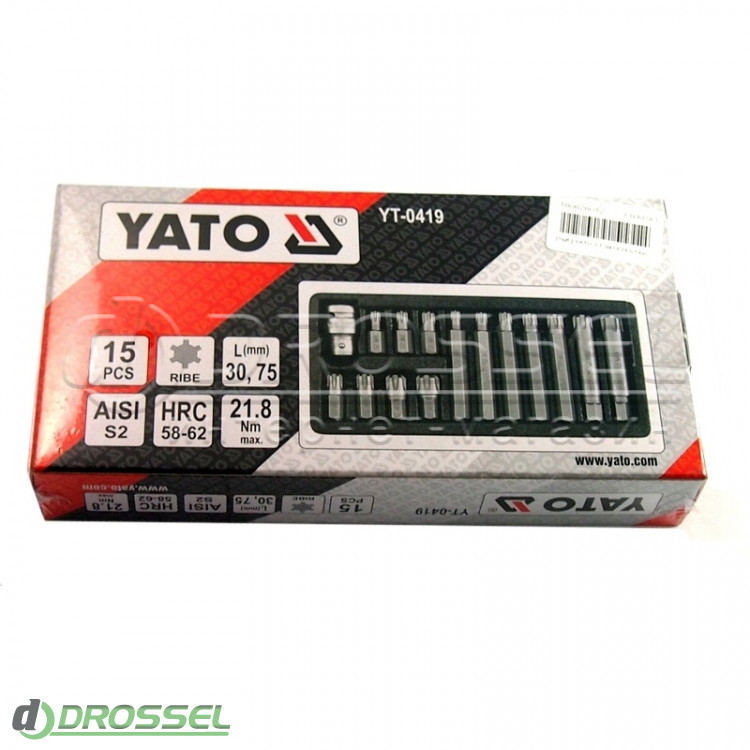 YATO ®
YT-0419
15 PCS
RIBE
L(mm) 30, 75
AISI S2
HRC 58-62
21.8 Nm max.
www.yato.com
DROSSEL
www.yato.com
21.8 Nm max.
HRC 58-62
AISI S2
L(mm) 30, 75
RIBE
15 PCS
YATO
YT-0419
DROSSEL